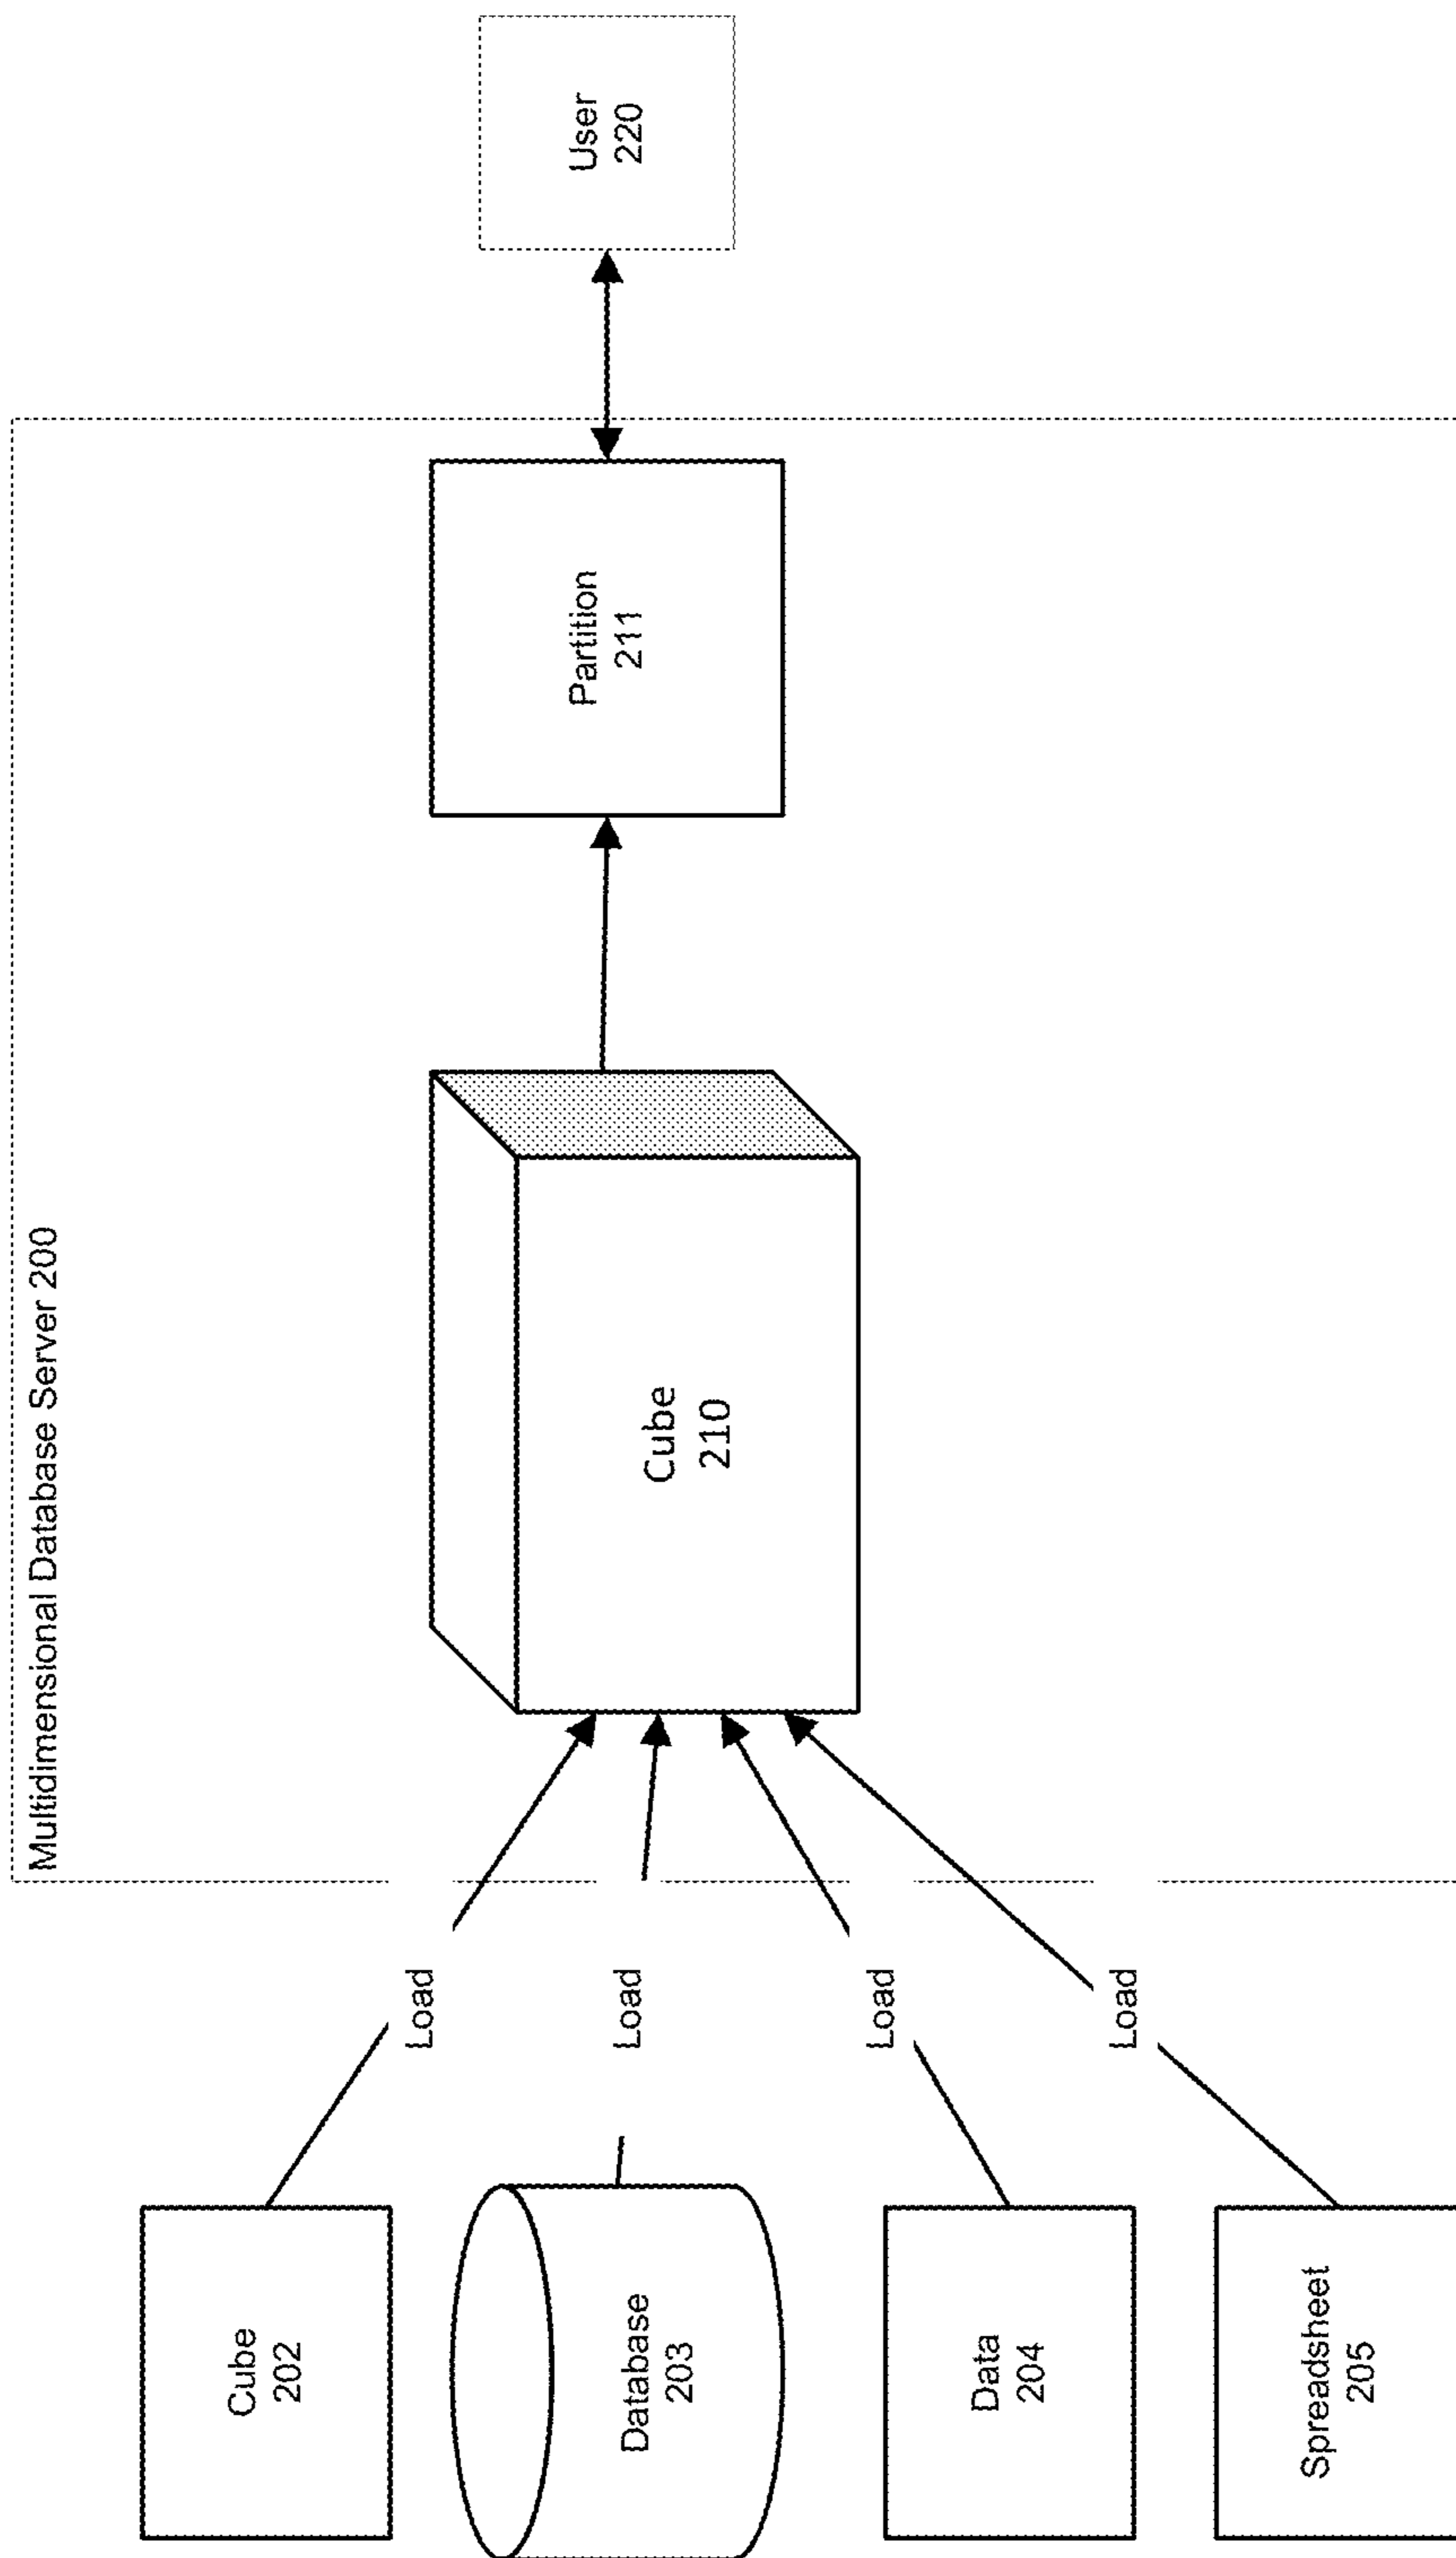 Multidimensional Database Server 200
Cube
202
Database
203
Data
204
Spreadsheet
205
Load
Load
Load
Load
Cube
210
Partition
211
User
220